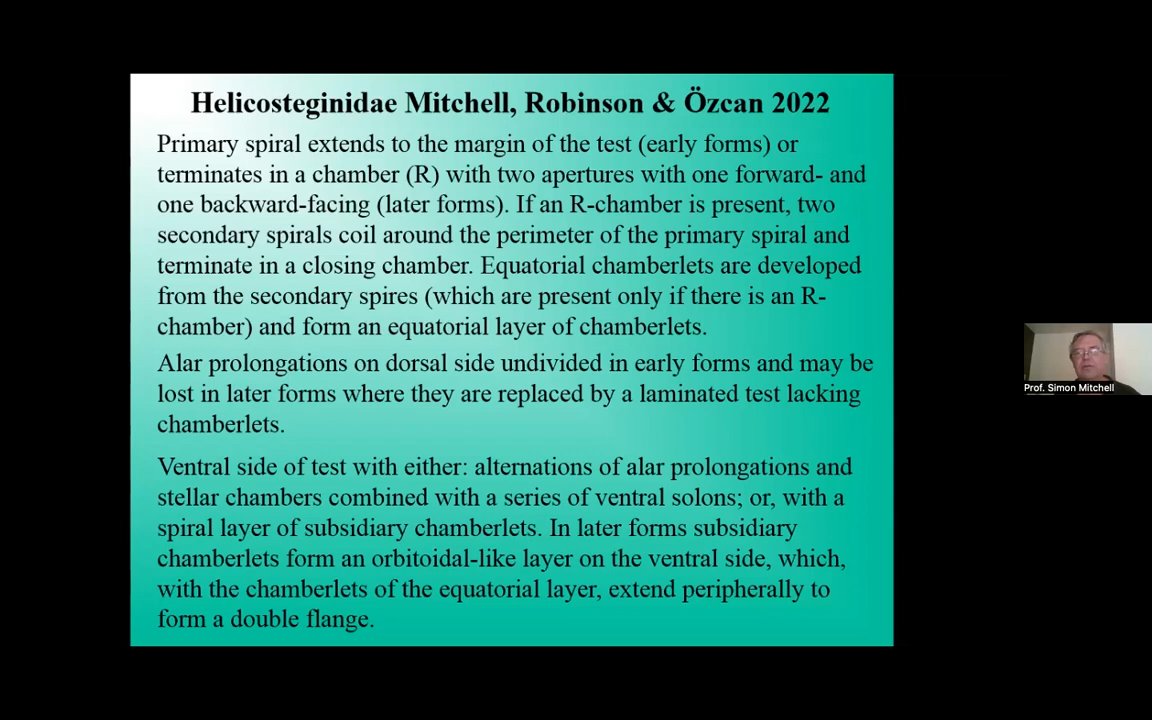 Helicosteginidae Mitchell, Robinson & Özcan 2022
Primary spiral extends to the margin of the test (early forms) or
terminates in a chamber (R) with two apertures with one forward- and
one backward-facing (later forms). If an R-chamber is present, two
secondary spirals coil around the perimeter of the primary spiral and
terminate in a closing chamber. Equatorial chamberlets are developed
from the secondary spires (which are present only if there is an R-
chamber) and form an equatorial layer of chamberlets.
Alar prolongations on dorsal side undivided in early forms and may be
lost in later forms where they are replaced by a laminated test lacking
chamberlets.
Ventral side of test with either: alternations of alar prolongations and
stellar chambers combined with a series of ventral solons; or, with a
spiral layer of subsidiary chamberlets. In later forms subsidiary
chamberlets form an orbitoidal-like layer on the ventral side, which,
with the chamberlets of the equatorial layer, extend peripherally to
form a double flange.
Prof. Simon Mitchell